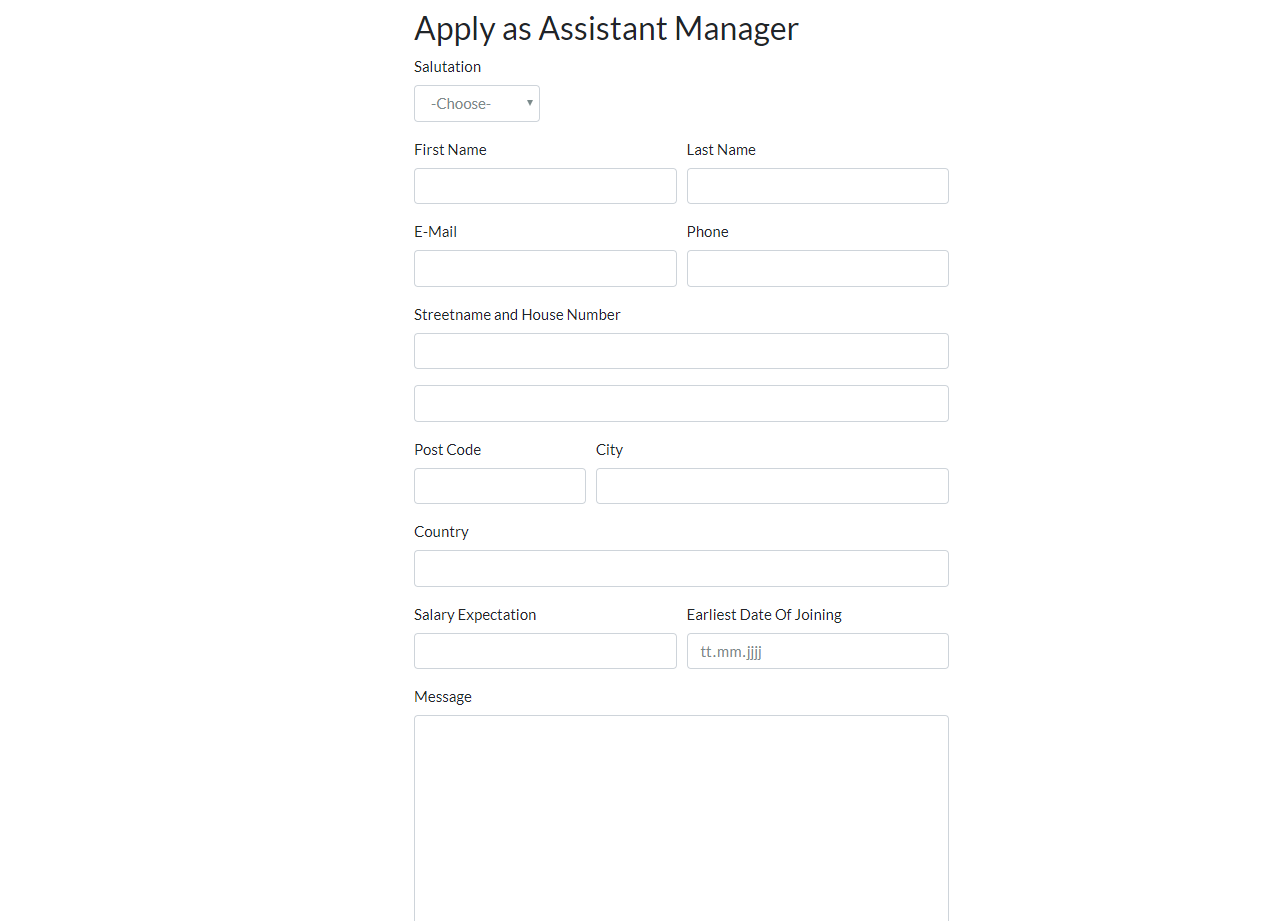 Apply as Assistant Manager
Salutation
-Choose-
First Name Last Name
E-Mail Phone
Streetname and House Number
Post Code City
Country
Salary Expectation Earliest Date Of Joining
tt.mm.jjjj
Message